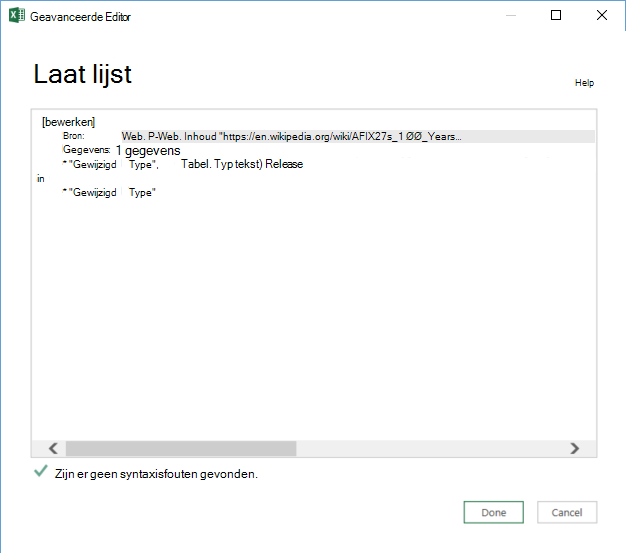 Geavanceerde Editor
Laat lijst
Help
[bewerken]
Bron: Web. P-Web. Inhoud "https://en.wikipedia.org/wiki/AFIX27s_1 ØØ_Years...
Gegevens: 1 gegevens
* "Gewijzigd Type", Tabel. Typ tekst) Release
in
* "Gewijzigd Type"
Zijn er geen syntaxisfouten gevonden.
Done Cancel